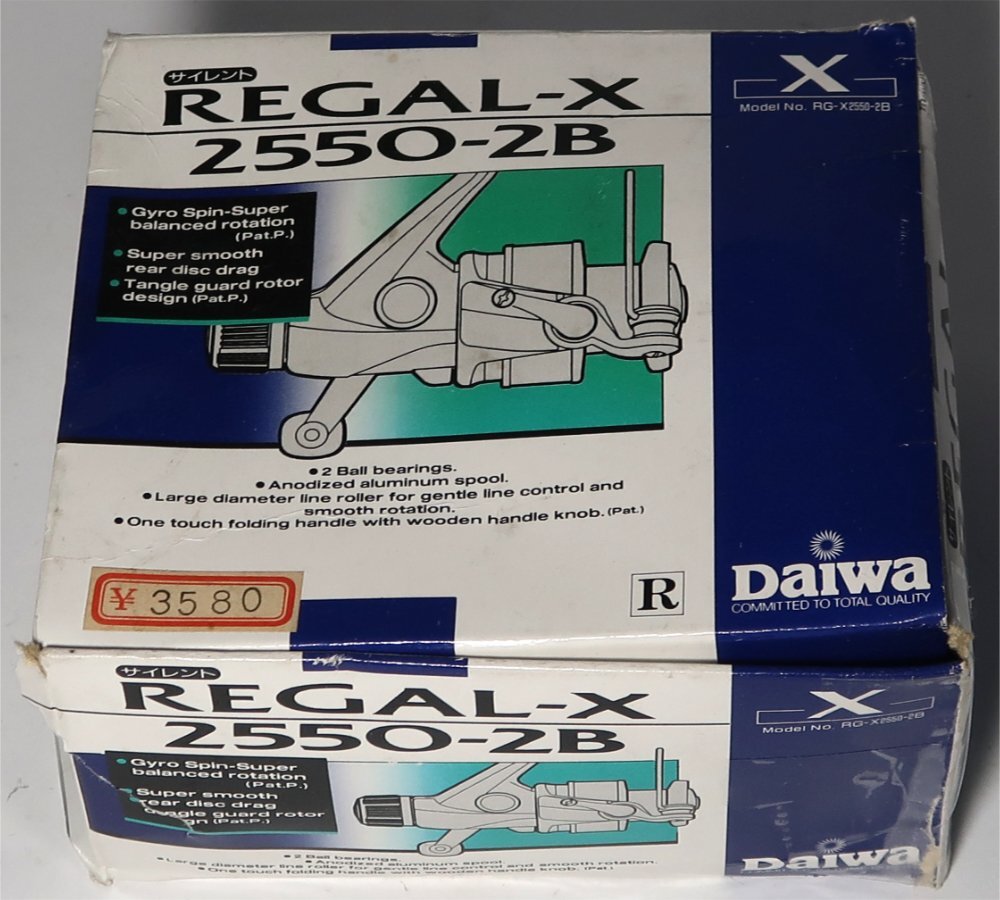 サイレント
REGAL-X
2550-2B
• Gyro Spin-Super
balanced rotation
(Pat.P.)
• Super smooth
rear disc drag
• Tangle guard rotor
design (Pat.P.)
• 2 Ball bearings.
• Anodized aluminum spool.
• Large diameter line roller for gentle line control and
smooth rotation.
• One touch folding handle with wooden handle knob. (Pat.)
¥ 3580
R
X
Model No. RG-X2550-2B
Daiwa
COMMITTED TO TOTAL QUALITY
サイレント
REGAL-X
2550-2B
• Gyro Spin-Super
balanced rotation
(Pat.P.)
Super smooth
rear disc drag
gle guard rotor
gn (Pat.P.)
• 2 Ball bearings.
• Anodized aluminum spool.
• Large diameter line roller for gentle line control and smooth rotation.
• One touch folding handle with wooden handle knob. (Pat.)
X
Model No. RG-X2550-2B
Daiwa